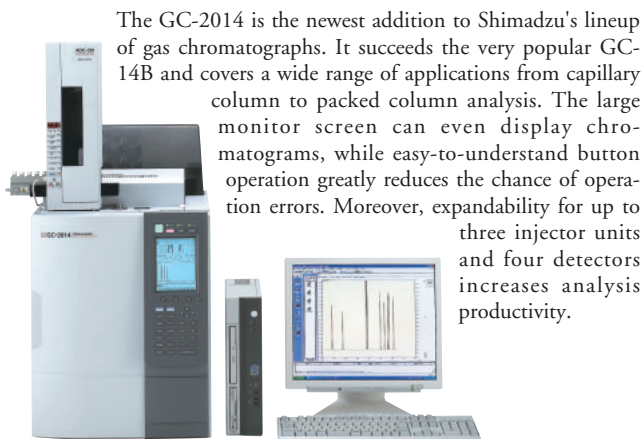 The GC-2014 is the newest addition to Shimadzu's lineup
of gas chromatographs. It succeeds the very popular GC-
14B and covers a wide range of applications from capillary
column to packed column analysis. The large
monitor screen can even display chro-
matograms, while easy-to-understand button
operation greatly reduces the chance of opera-
tion errors. Moreover, expandability for up to
three injector units
and four detectors
increases analysis
productivity.
GC-2014